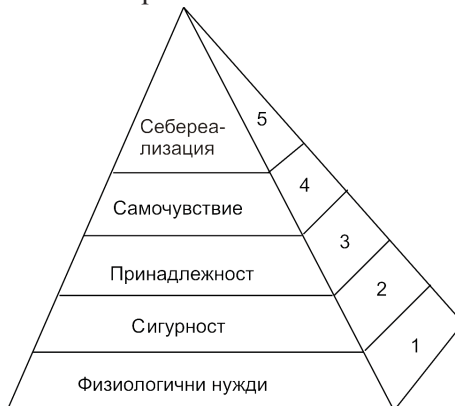 Себереа-
лизация
5
Самочувствие
4
Принадлежност
3
Сигурност
2
Физиологични нужди
1